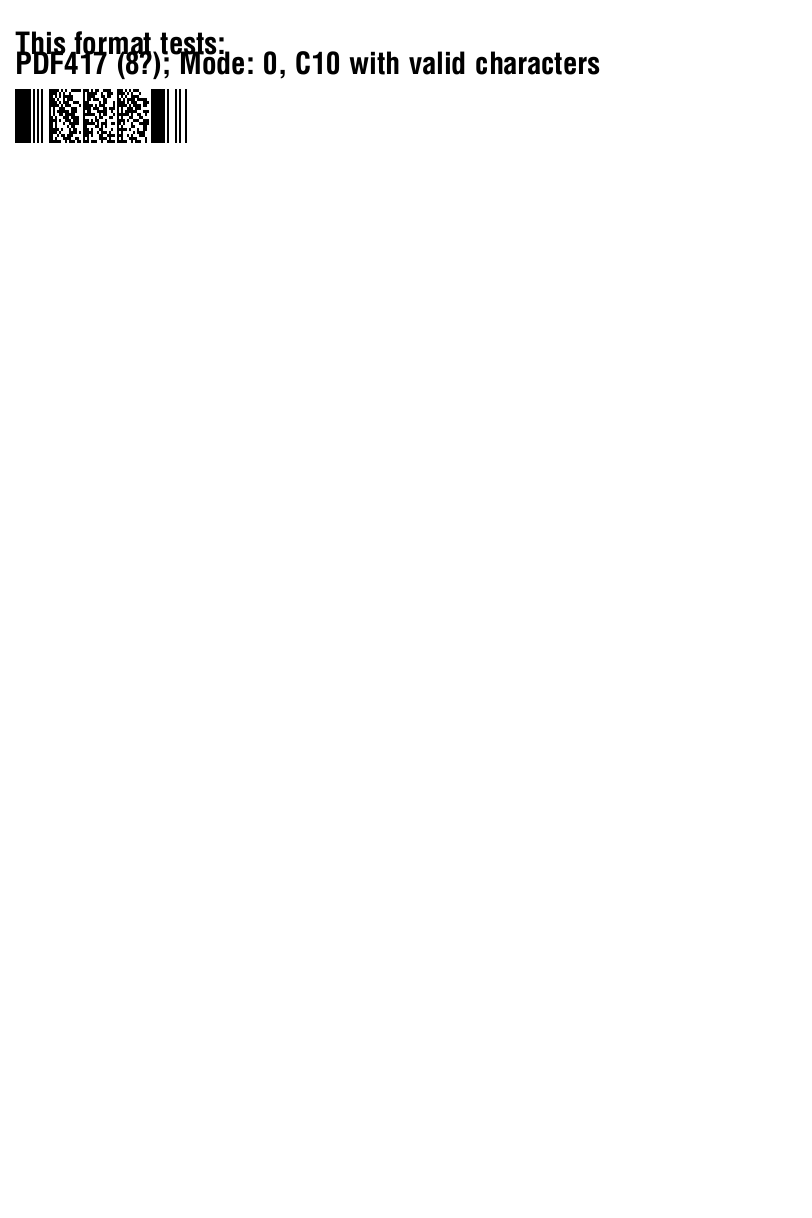 This format tests:
PDF417 (8?); Mode: 0, C10 with valid characters